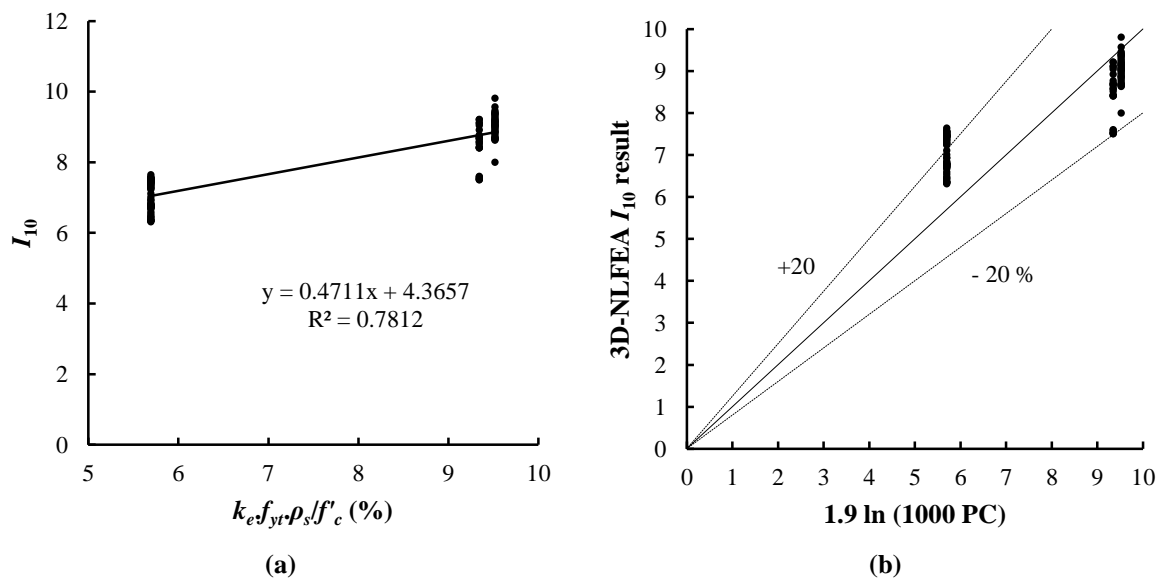 12
10
8
6
4
2
0
I₁₀
y = 0.4711x + 4.3657
R² = 0.7812
5 6 7 8 9 10
kₑ.f_yt.ρₛ/f'_c (%)
(a)
10
9
8
7
6
5
4
3
2
1
0
3D-NLFEA I₁₀ result
+20
- 20 %
0 1 2 3 4 5 6 7 8 9 10
1.9 ln (1000 PC)
(b)